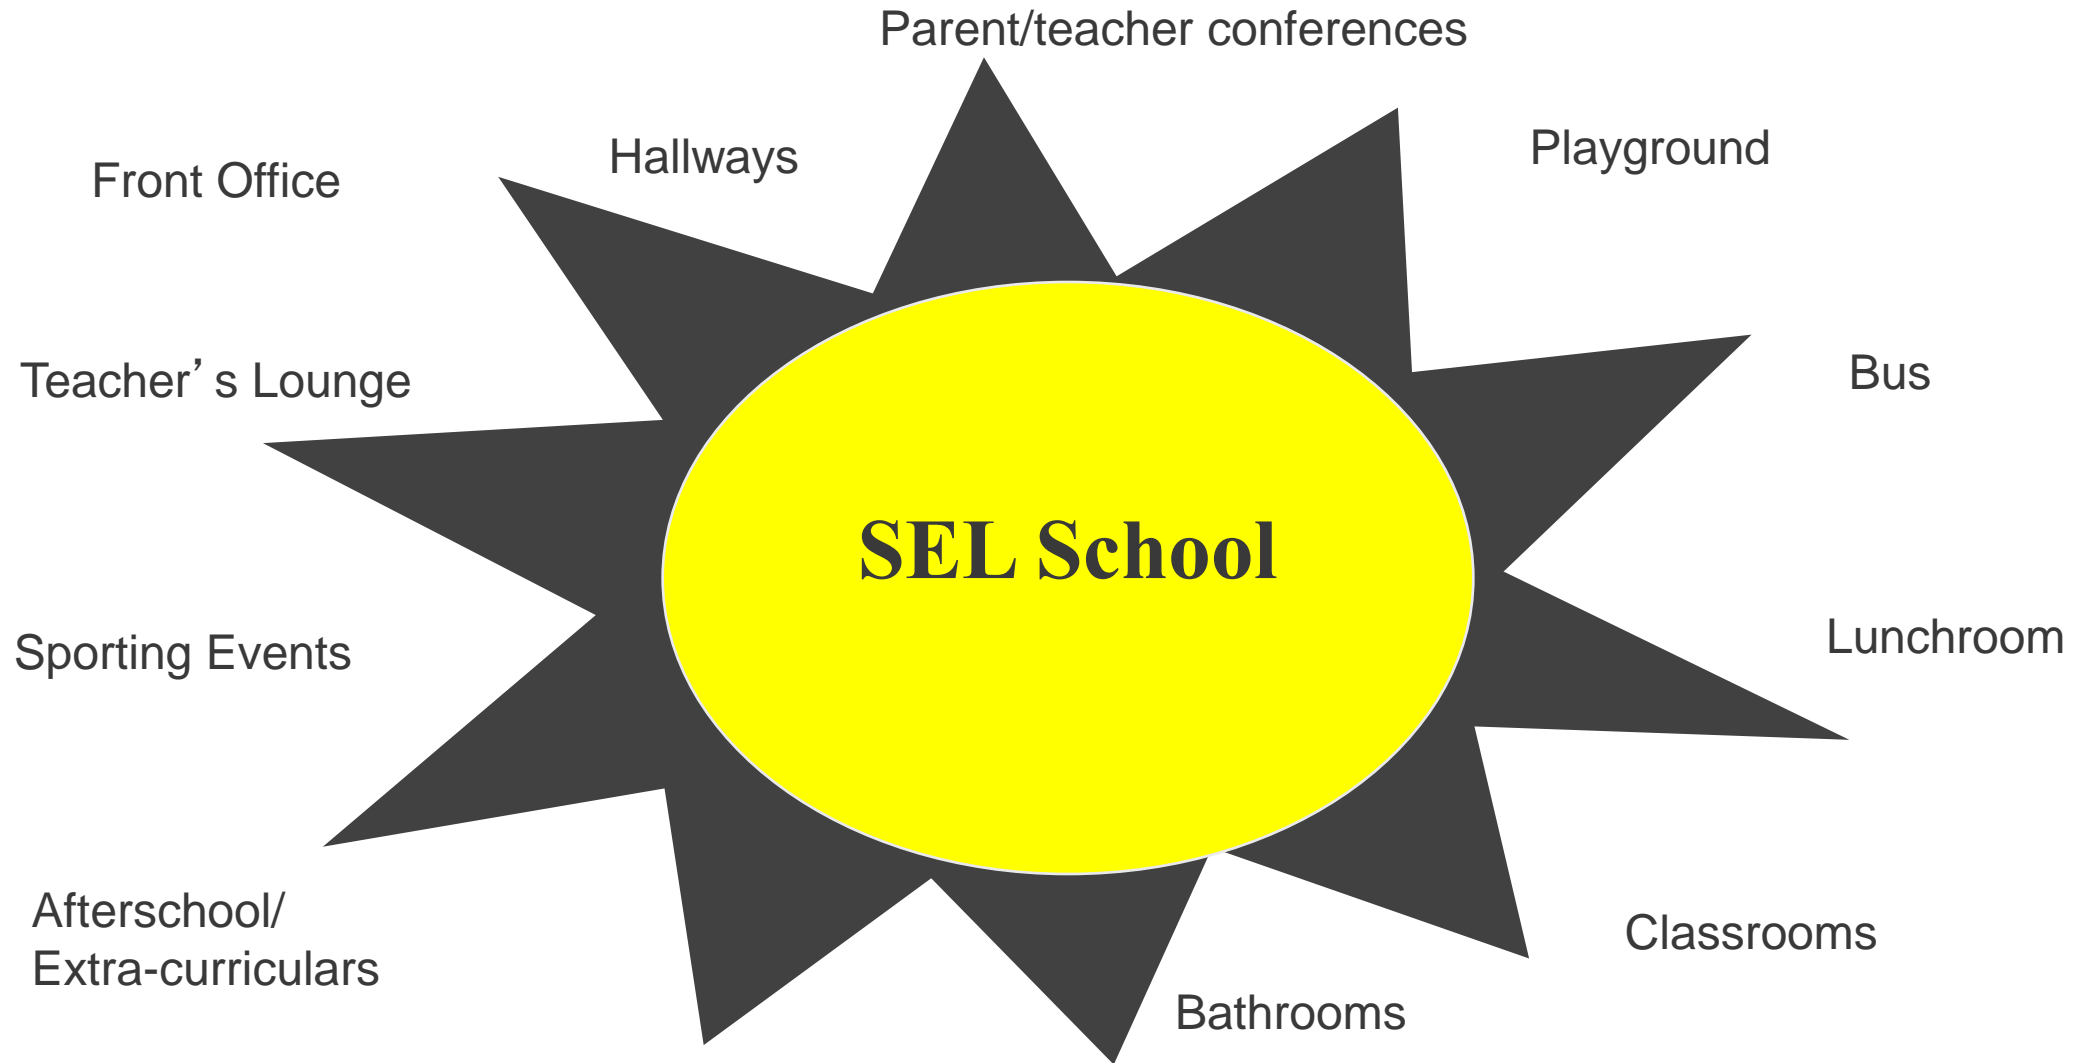 Parent/teacher conferences
Playground
Hallways
Front Office
Teacher’s Lounge
Bus
SEL School
Sporting Events
Lunchroom
Afterschool/
Extra-curriculars
Classrooms
Bathrooms